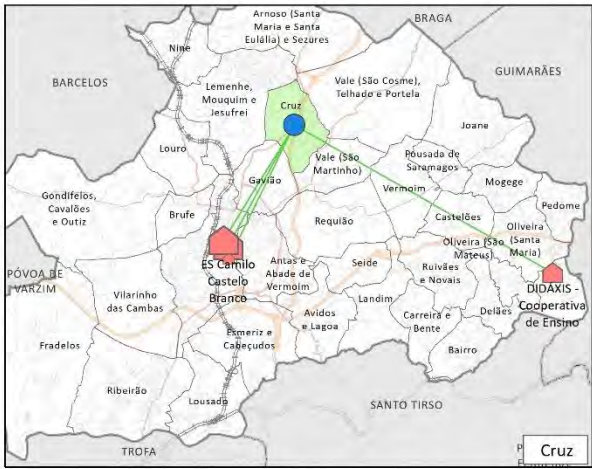 Arnoso (Santa
Maria e Santa
Eulália) e Sezures
BRAGA
Nine
BARCELOS
GUIMARÃES
Lemenhe,
Mouquim e
Jesufrei
Vale (São Cosme),
Telhado e Portela
Cruz
Joane
Louro
Vale (São
Martinho)
Pousada de
Saramagos
Gavião
Vermoim
Mogege
Gondifelos,
Cavalões
e Outiz
Brufe
Requião
Castelões
Pedome
Oliveira
(Santa
Maria)
Oliveira (São
Mateus)
ES Camilo
Castelo
Branco
Antas e
Abade de
Vermoim
Seide
Ruivães
e Novais
DIDÁXIS -
Cooperativa
de Ensino
PÓVOA DE
VARZIM
Vilarinho
das Cambas
Landim
Delães
Avidos
e Lagoa
Carreira e
Bente
Fradelos
Esmeriz e
Cabeçudos
Bairro
Ribeirão
Lousado
SANTO TIRSO
TROFA
Cruz